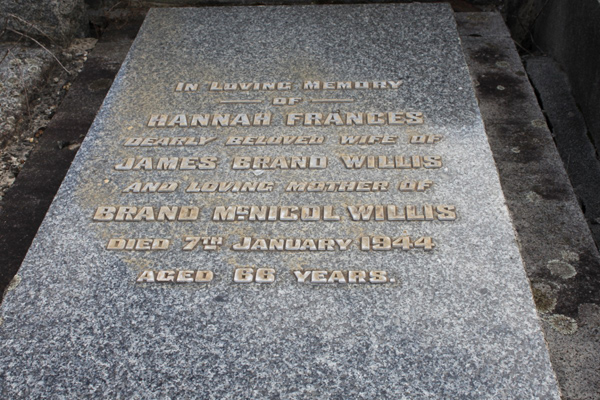 IN LOVING MEMORY
OF
HANNAH FRANCES
DEARLY BELOVED WIFE OF
JAMES BRAND WILLIS
AND LOVING MOTHER OF
BRAND McNICOL WILLIS
DIED 7TH JANUARY 1944
AGED 66 YEARS.